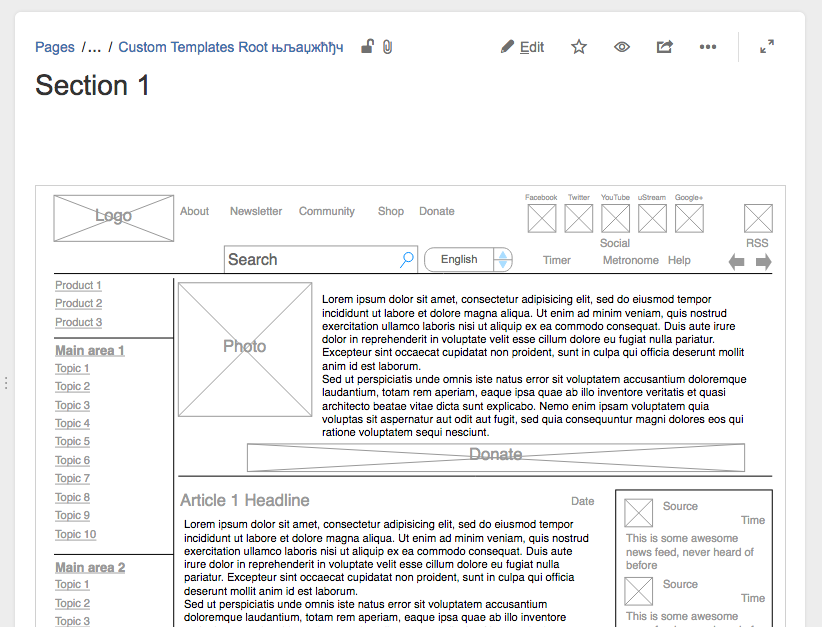 Pages /... / Custom Templates Root њљаџжћђч
Edit
Section 1
Logo
About
Newsletter
Community
Shop
Donate
Facebook
Twitter
YouTube
uStream
Google+
Social
RSS
Search
English
Timer
Metronome
Help
Product 1
Product 2
Product 3
Main area 1
Topic 1
Topic 2
Topic 3
Topic 4
Topic 5
Topic 6
Topic 7
Topic 8
Topic 9
Topic 10
Main area 2
Topic 1
Topic 2
Topic 3
Photo
Lorem ipsum dolor sit amet, consectetur adipisicing elit, sed do eiusmod tempor
incididunt ut labore et dolore magna aliqua. Ut enim ad minim veniam, quis nostrud
exercitation ullamco laboris nisi ut aliquip ex ea commodo consequat. Duis aute irure
dolor in reprehenderit in voluptate velit esse cillum dolore eu fugiat nulla pariatur.
Excepteur sint occaecat cupidatat non proident, sunt in culpa qui officia deserunt mollit
anim id est laborum.
Sed ut perspiciatis unde omnis iste natus error sit voluptatem accusantium doloremque
laudantium, totam rem aperiam, eaque ipsa quae ab illo inventore veritatis et quasi
architecto beatae vitae dicta sunt explicabo. Nemo enim ipsam voluptatem quia
voluptas sit aspernatur aut odit aut fugit, sed quia consequuntur magni dolores eos qui
ratione voluptatem sequi nesciunt.
Donate
Article 1 Headline
Date
Lorem ipsum dolor sit amet, consectetur adipisicing elit, sed do eiusmod tempor
incididunt ut labore et dolore magna aliqua. Ut enim ad minim veniam, quis nostrud
exercitation ullamco laboris nisi ut aliquip ex ea commodo consequat. Duis aute
irure dolor in reprehenderit in voluptate velit esse cillum dolore eu fugiat nulla
pariatur. Excepteur sint occaecat cupidatat non proident, sunt in culpa qui officia
deserunt mollit anim id est laborum.
Sed ut perspiciatis unde omnis iste natus error sit voluptatem accusantium
doloremque laudantium, totam rem aperiam, eaque ipsa quae ab illo inventore
Source
Time
This is some awesome
news feed, never heard of
before
Source
Time
This is some awesome